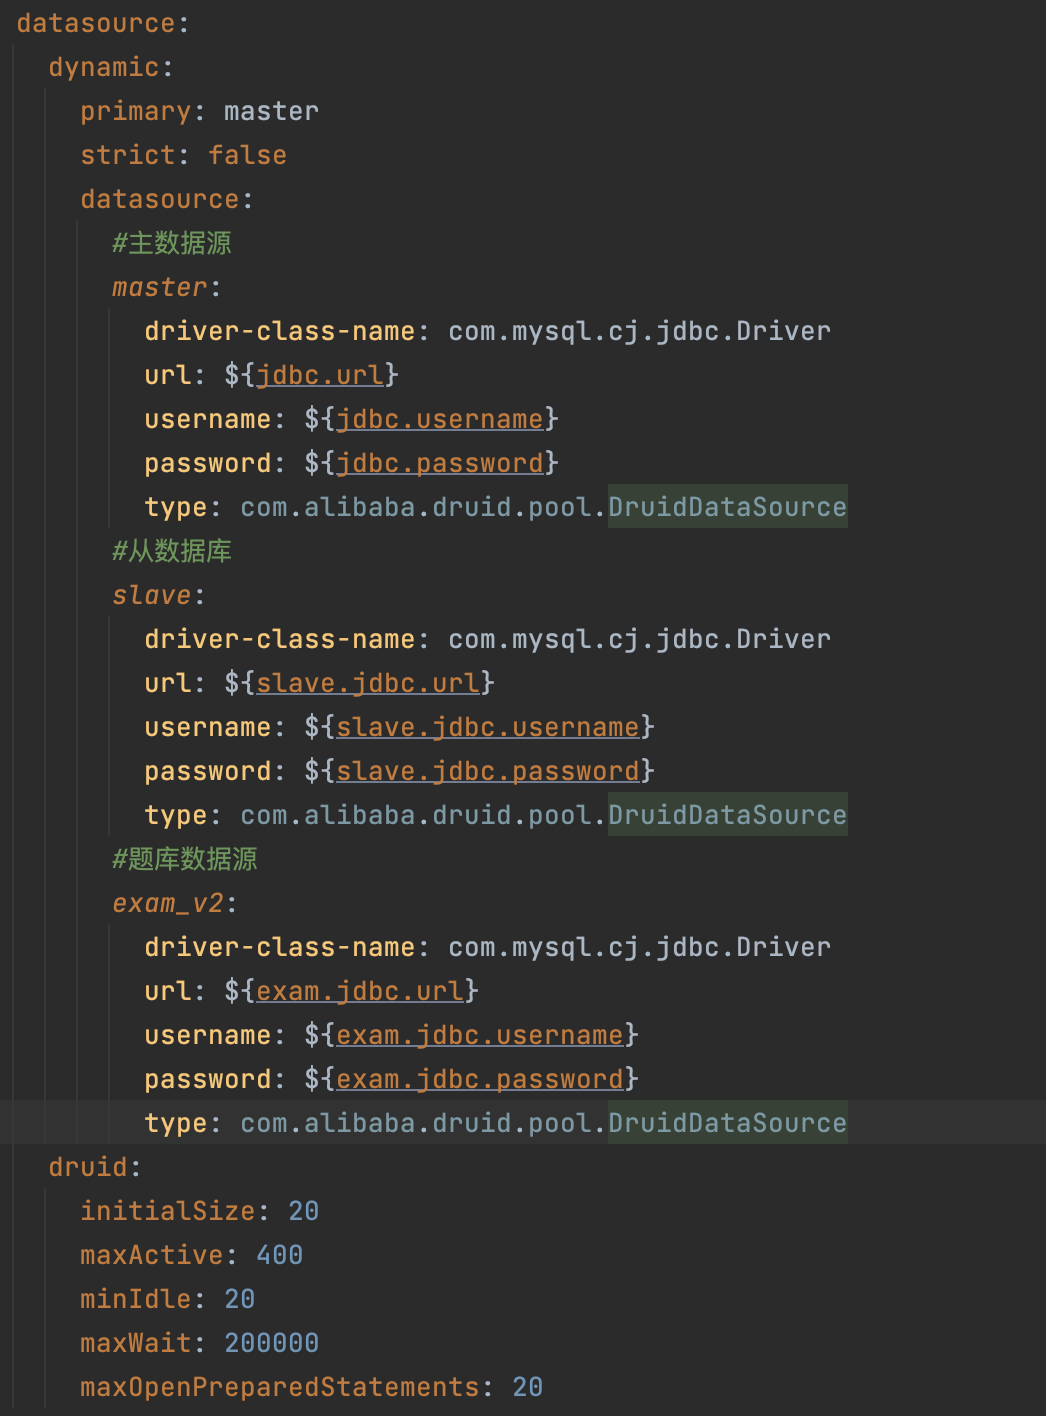 datasource:
  dynamic:
    primary: master
    strict: false
    datasource:
      #主数据源
      master:
        driver-class-name: com.mysql.cj.jdbc.Driver
        url: ${jdbc.url}
        username: ${jdbc.username}
        password: ${jdbc.password}
        type: com.alibaba.druid.pool.DruidDataSource
      #从数据库
      slave:
        driver-class-name: com.mysql.cj.jdbc.Driver
        url: ${slave.jdbc.url}
        username: ${slave.jdbc.username}
        password: ${slave.jdbc.password}
        type: com.alibaba.druid.pool.DruidDataSource
      #题库数据源
      exam_v2:
        driver-class-name: com.mysql.cj.jdbc.Driver
        url: ${exam.jdbc.url}
        username: ${exam.jdbc.username}
        password: ${exam.jdbc.password}
        type: com.alibaba.druid.pool.DruidDataSource
  druid:
    initialSize: 20
    maxActive: 400
    minIdle: 20
    maxWait: 200000
    maxOpenPreparedStatements: 20